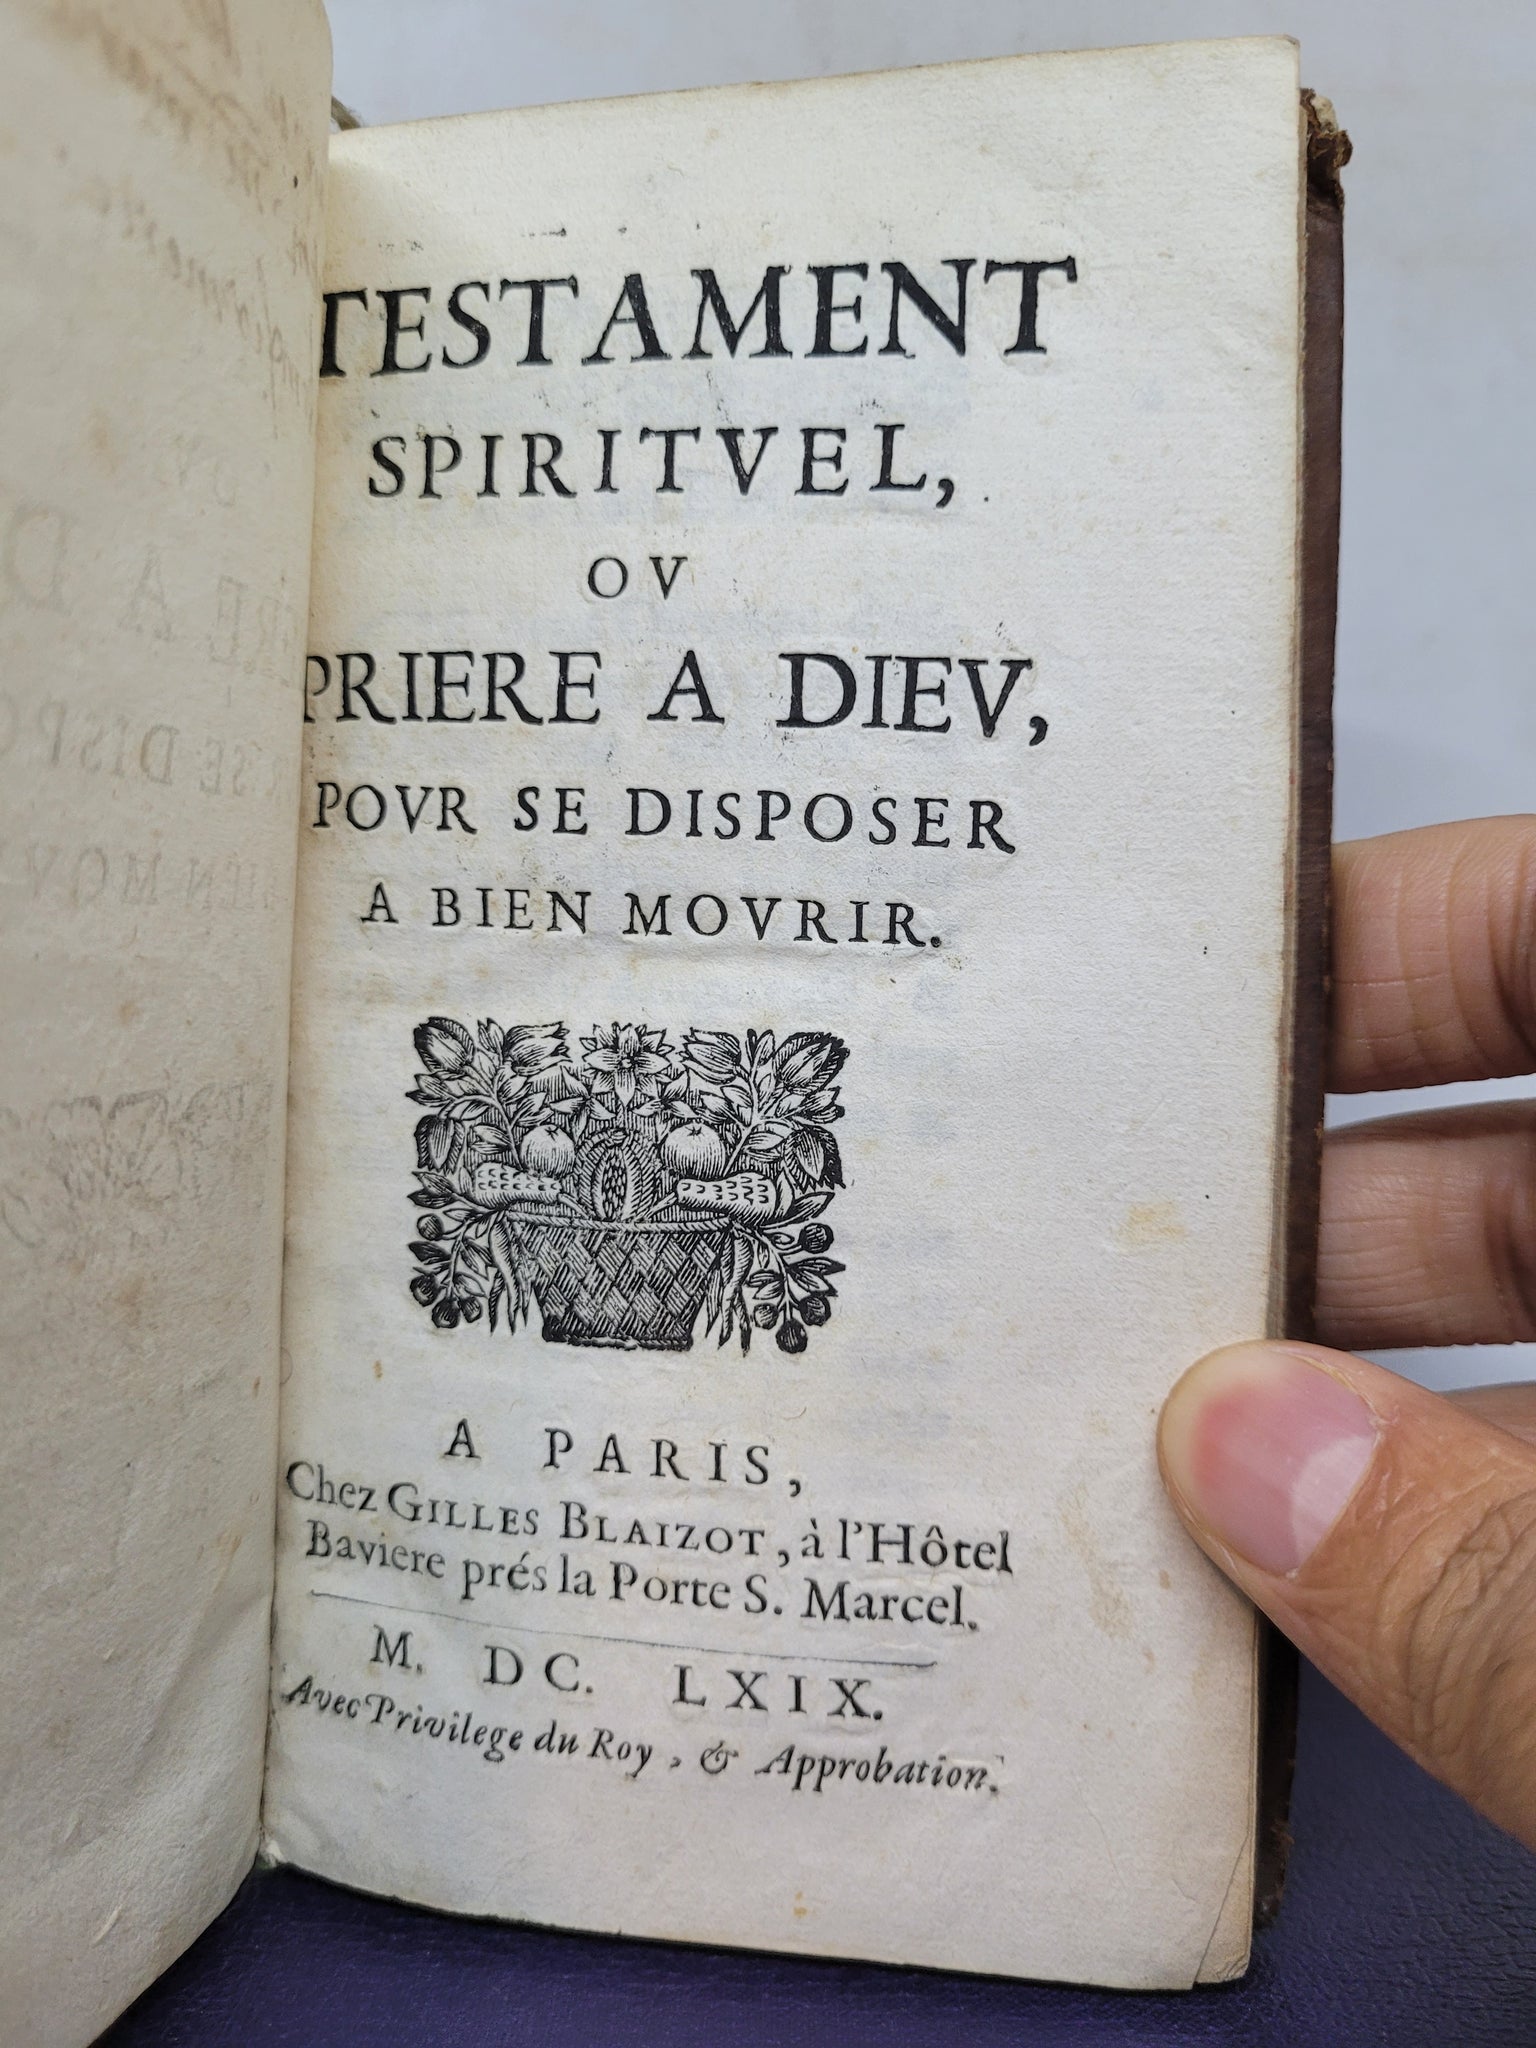 TESTAMENT
SPIRITVEL,
OV
PRIERE A DIEV,
POVR SE DISPOSER
A BIEN MOVRIR.
A PARIS,
Chez GILLES BLAIZOT, à l'Hôtel
Baviere prés la Porte S. Marcel.
M. DC. LXIX.
Avec Privilege du Roy, & Approbation.